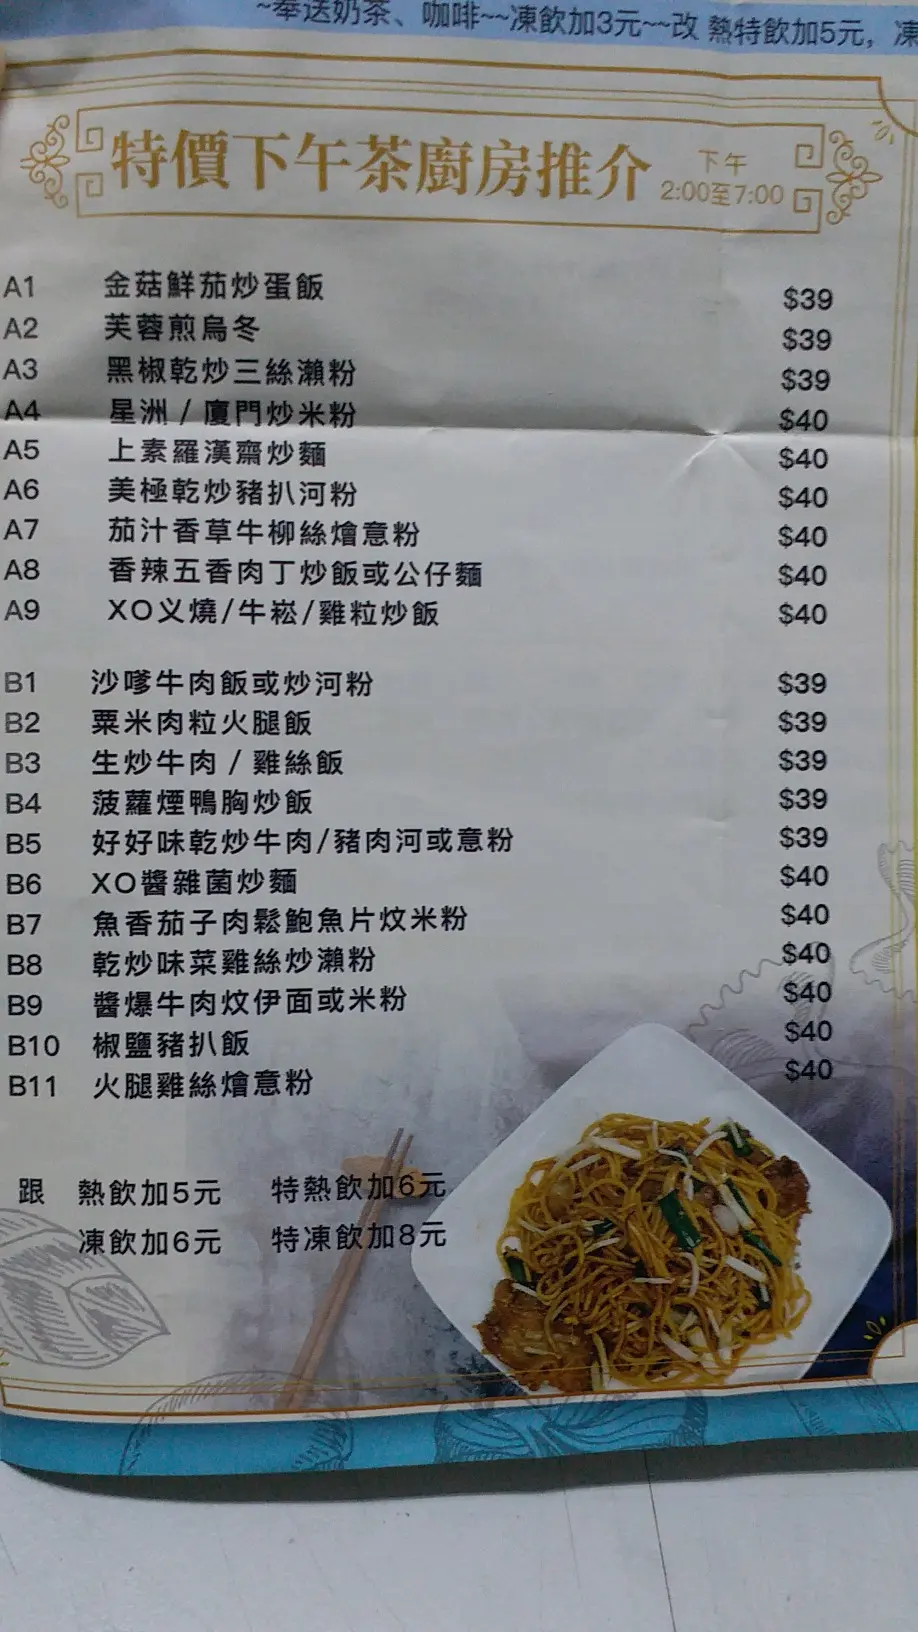 ~奉送奶茶、咖啡~~凍飲加3元~~改 熱特飲加5元, 凍
特價下午茶廚房推介 下午 2:00至7:00
A1 金菇鮮茄炒蛋飯 $39
A2 芙蓉煎烏冬 $39
A3 黑椒乾炒三絲瀨粉 $39
A4 星洲 / 廈門炒米粉 $40
A5 上素羅漢齋炒麵 $40
A6 美極乾炒豬扒河粉 $40
A7 茄汁香草牛柳絲燴意粉 $40
A8 香辣五香肉丁炒飯或公仔麵 $40
A9 XO义燒/牛崧/雞粒炒飯 $40
B1 沙嗲牛肉飯或炒河粉 $39
B2 粟米肉粒火腿飯 $39
B3 生炒牛肉 / 雞絲飯 $39
B4 菠蘿煙鴨胸炒飯 $39
B5 好好味乾炒牛肉/豬肉河或意粉 $39
B6 XO醬雜菌炒麵 $40
B7 魚香茄子肉鬆鮑魚片炆米粉 $40
B8 乾炒味菜雞絲炒瀨粉 $40
B9 醬爆牛肉炆伊面或米粉 $40
B10 椒鹽豬扒飯 $40
B11 火腿雞絲燴意粉 $40
跟 熱飲加5元 特熱飲加6元
凍飲加6元 特凍飲加8元